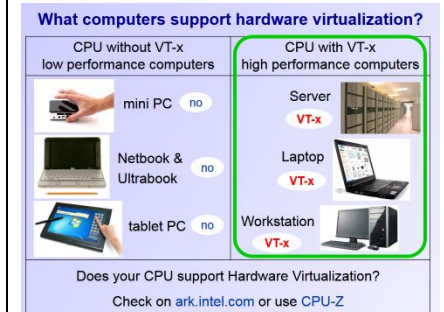 What computers support hardware virtualization?
CPU without VT-x
low performance computers
mini PC no
Netbook &
Ultrabook
no
tablet PC no
CPU with VT-x
high performance computers
Server
VT-x
Laptop
VT-x
Workstation
VT-x
Does your CPU support Hardware Virtualization?
Check on ark.intel.com or use CPU-Z